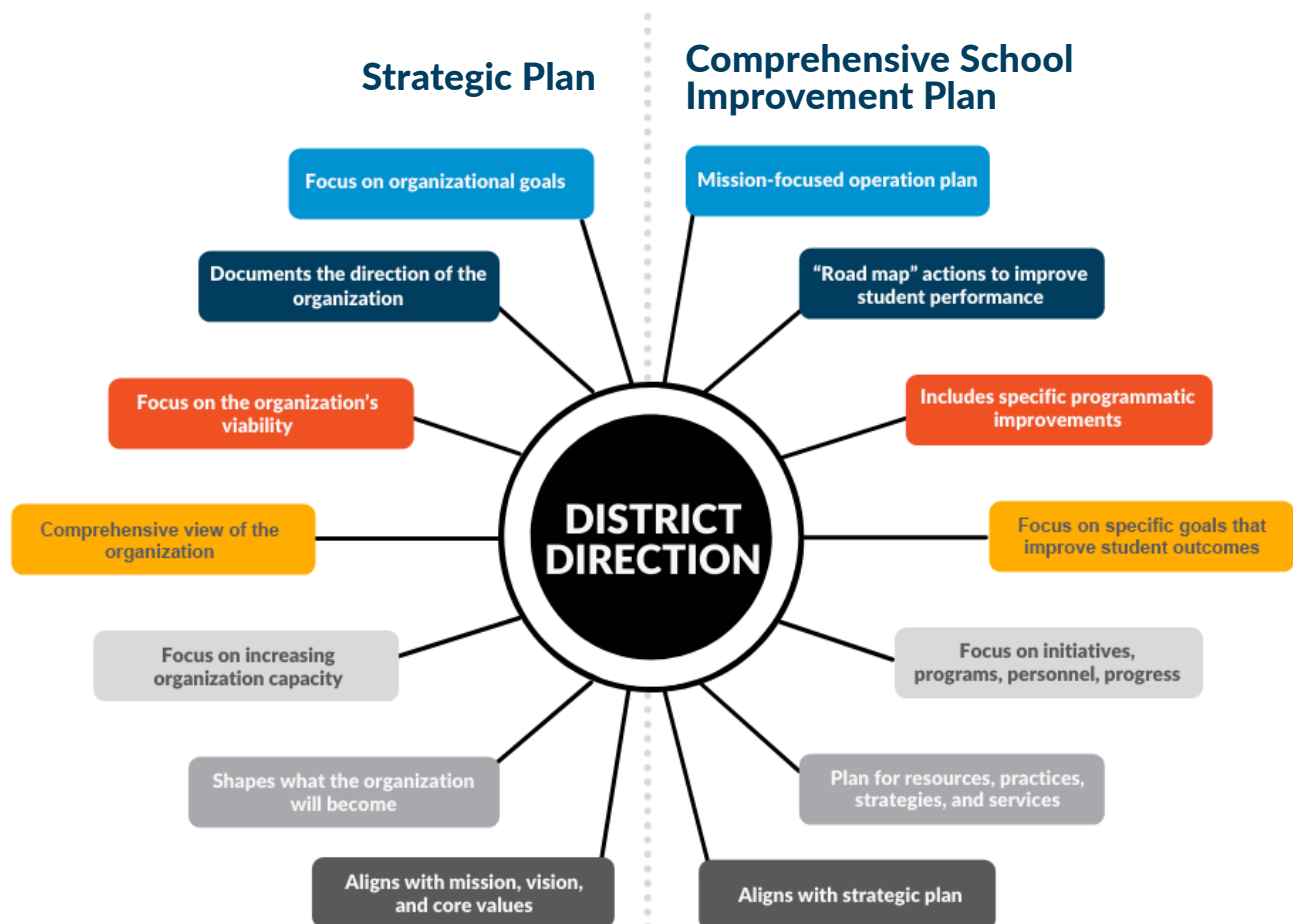 Strategic Plan
Comprehensive School
Improvement Plan
Focus on organizational goals
Documents the direction of the
organization
Focus on the organization’s
viability
Comprehensive view of the
organization
Focus on increasing
organization capacity
Shapes what the organization
will become
Aligns with mission, vision,
and core values
DISTRICT
DIRECTION
Mission-focused operation plan
“Road map” actions to improve
student performance
Includes specific programmatic
improvements
Focus on specific goals that
improve student outcomes
Focus on initiatives,
programs, personnel, progress
Plan for resources, practices,
strategies, and services
Aligns with strategic plan